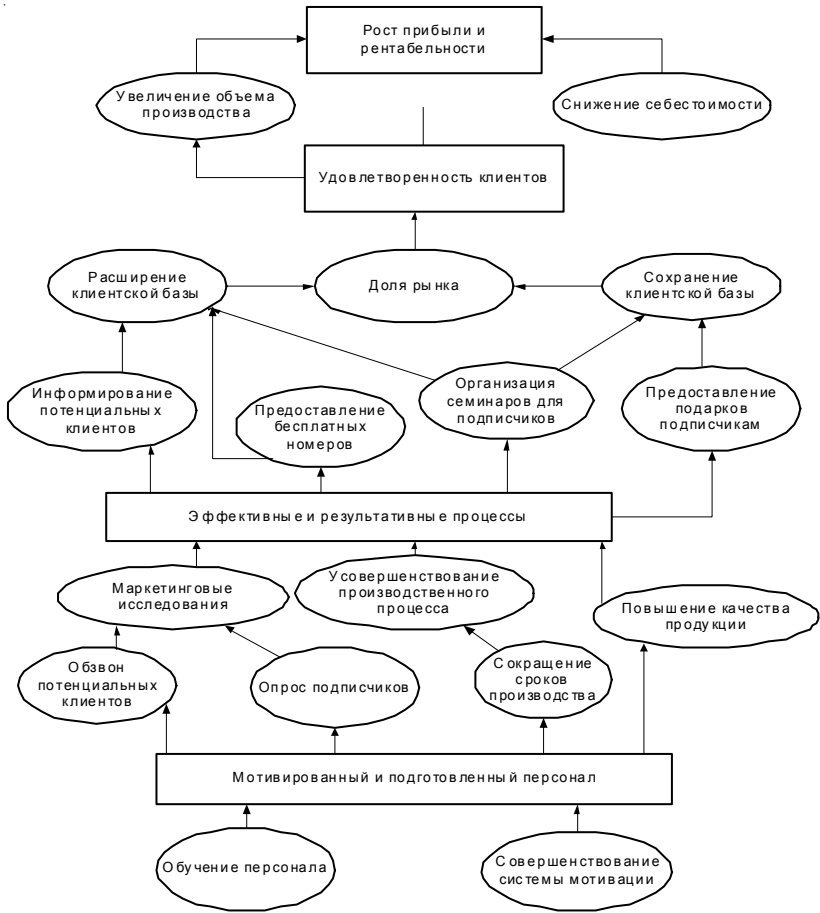 Рост прибыли и
рентабельности
Увеличение объема
производства
Снижение себестоимости
Удовлетворенность клиентов
Расширение
клиентской базы
Доля рынка
Сохранение
клиентской базы
Информирование
потенциальных
клиентов
Предоставление
бесплатных
номеров
Организация
семинаров для
подписчиков
Предоставление
подарков
подписчикам
Эффективные и результативные процессы
Маркетинговые
исследования
Усовершенствование
производственного
процесса
Повышение качества
продукции
Обзвон
потенциальных
клиентов
Опрос подписчиков
Сокращение
сроков
производства
Мотивированный и подготовленный персонал
Обучение персонала
Совершенствование
системы мотивации